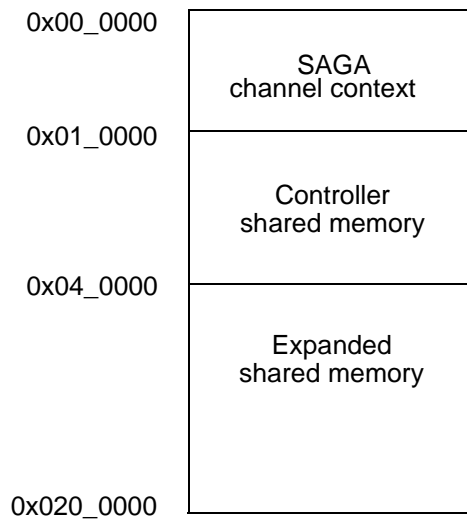 0x00_0000
SAGA
channel context
0x01_0000
Controller
shared memory
0x04_0000
Expanded
shared memory
0x020_0000